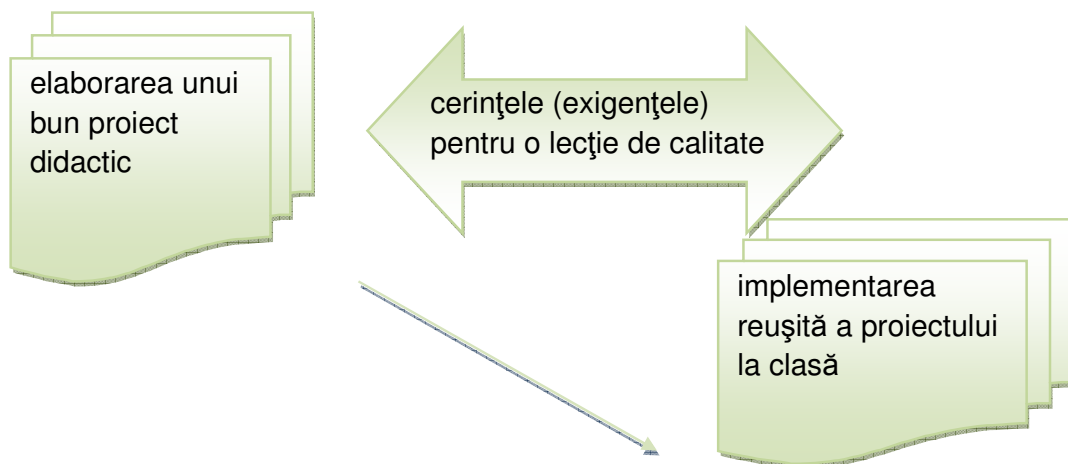 elaborarea unui
bun proiect
didactic
cerinţele (exigenţele)
pentru o lecţie de calitate
implementarea
reuşită a proiectului
la clasă